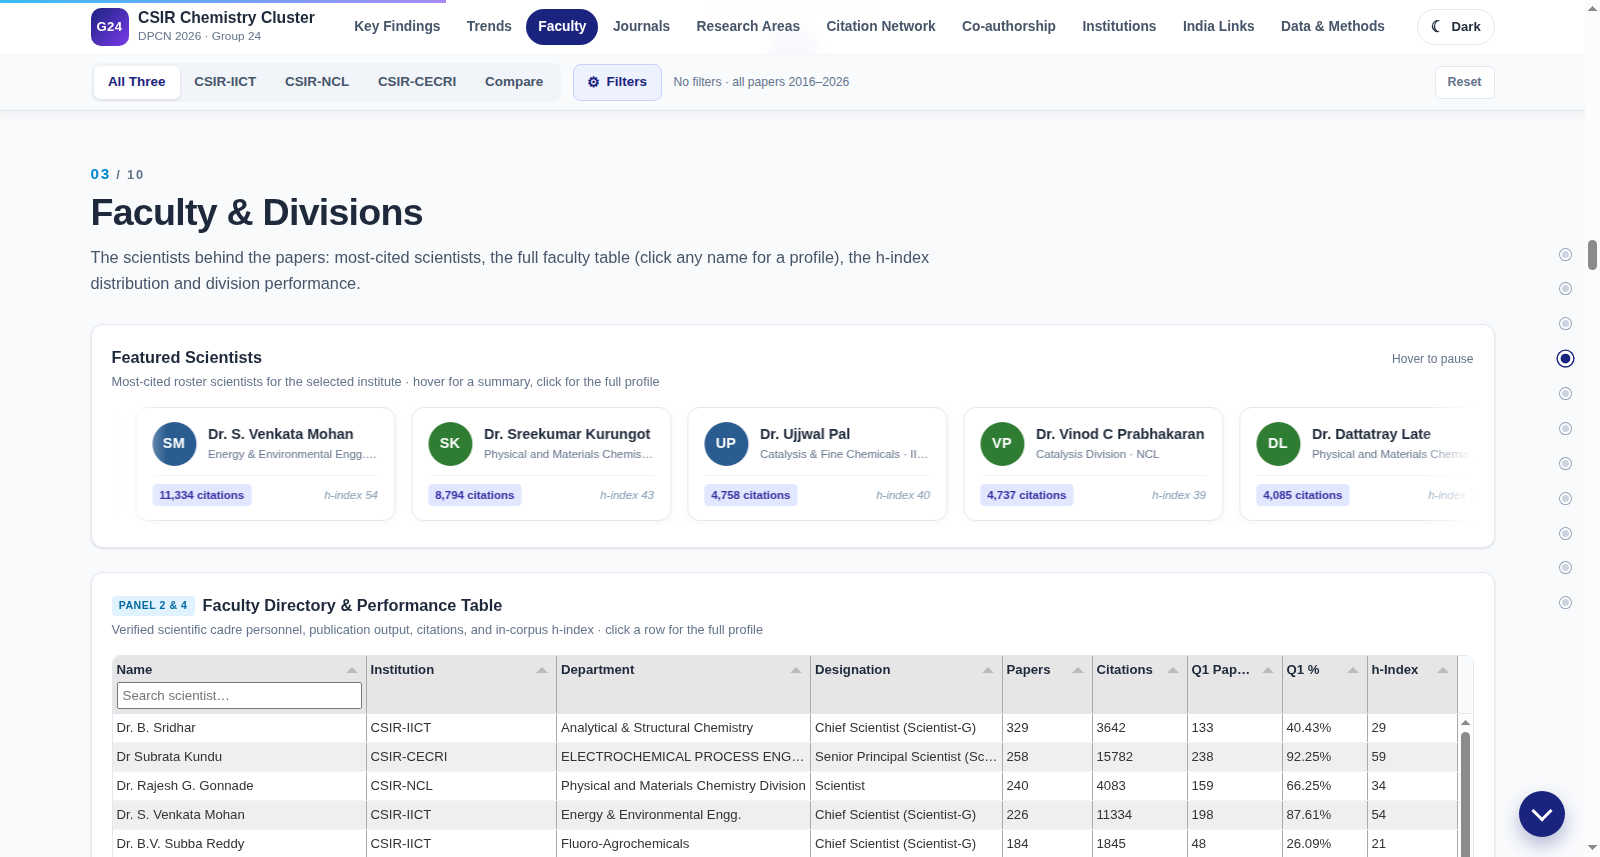 G24 CSIR Chemistry Cluster
DPCN 2026 · Group 24
Key Findings Trends Faculty Journals Research Areas Citation Network Co-authorship Institutions India Links Data & Methods Dark
All Three CSIR-IICT CSIR-NCL CSIR-CECRI Compare Filters No filters · all papers 2016–2026 Reset
03 / 10
Faculty & Divisions
The scientists behind the papers: most-cited scientists, the full faculty table (click any name for a profile), the h-index
distribution and division performance.
Featured Scientists Hover to pause
Most-cited roster scientists for the selected institute · hover for a summary, click for the full profile
SM Dr. S. Venkata Mohan
Energy & Environmental Engg....
11,334 citations h-index 54
SK Dr. Sreekumar Kurungot
Physical and Materials Chemis...
8,794 citations h-index 43
UP Dr. Ujjwal Pal
Catalysis & Fine Chemicals · II...
4,758 citations h-index 40
VP Dr. Vinod C Prabhakaran
Catalysis Division · NCL
4,737 citations h-index 39
DL Dr. Dattatray Late
Physical and Materials Chemis
4,085 citations h-index
PANEL 2 & 4 Faculty Directory & Performance Table
Verified scientific cadre personnel, publication output, citations, and in-corpus h-index · click a row for the full profile
Name Institution Department Designation Papers Citations Q1 Pap... Q1 % h-Index
Search scientist…
Dr. B. Sridhar CSIR-IICT Analytical & Structural Chemistry Chief Scientist (Scientist-G) 329 3642 133 40.43% 29
Dr Subrata Kundu CSIR-CECRI ELECTROCHEMICAL PROCESS ENG... Senior Principal Scientist (Sc... 258 15782 238 92.25% 59
Dr. Rajesh G. Gonnade CSIR-NCL Physical and Materials Chemistry Division Scientist 240 4083 159 66.25% 34
Dr. S. Venkata Mohan CSIR-IICT Energy & Environmental Engg. Chief Scientist (Scientist-G) 226 11334 198 87.61% 54
Dr. B.V. Subba Reddy CSIR-IICT Fluoro-Agrochemicals Chief Scientist (Scientist-G) 184 1845 48 26.09% 21